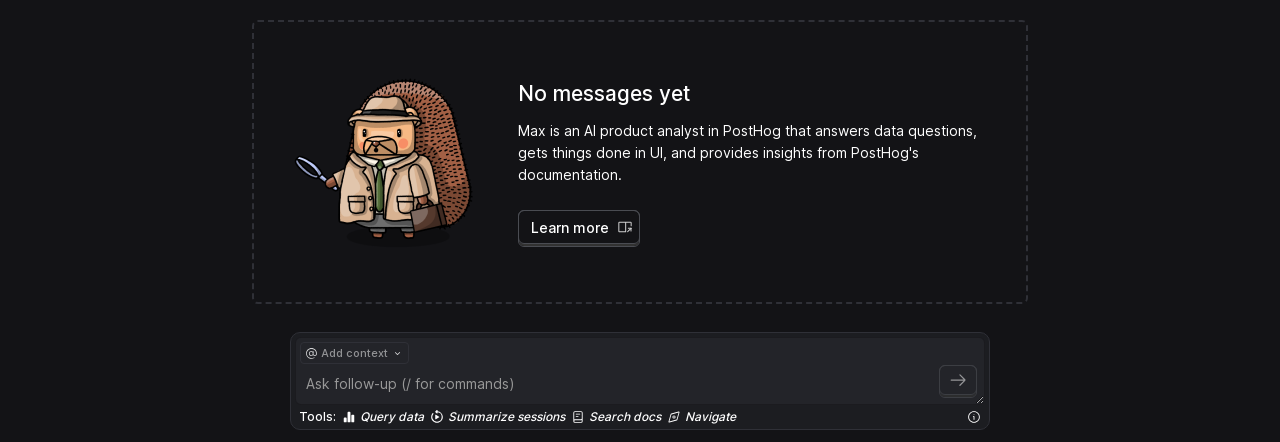 No messages yet
Max is an AI product analyst in PostHog that answers data questions,
gets things done in UI, and provides insights from PostHog's
documentation.
Learn more
@ Add context
Ask follow-up (/ for commands)
Tools: Query data Summarize sessions Search docs Navigate